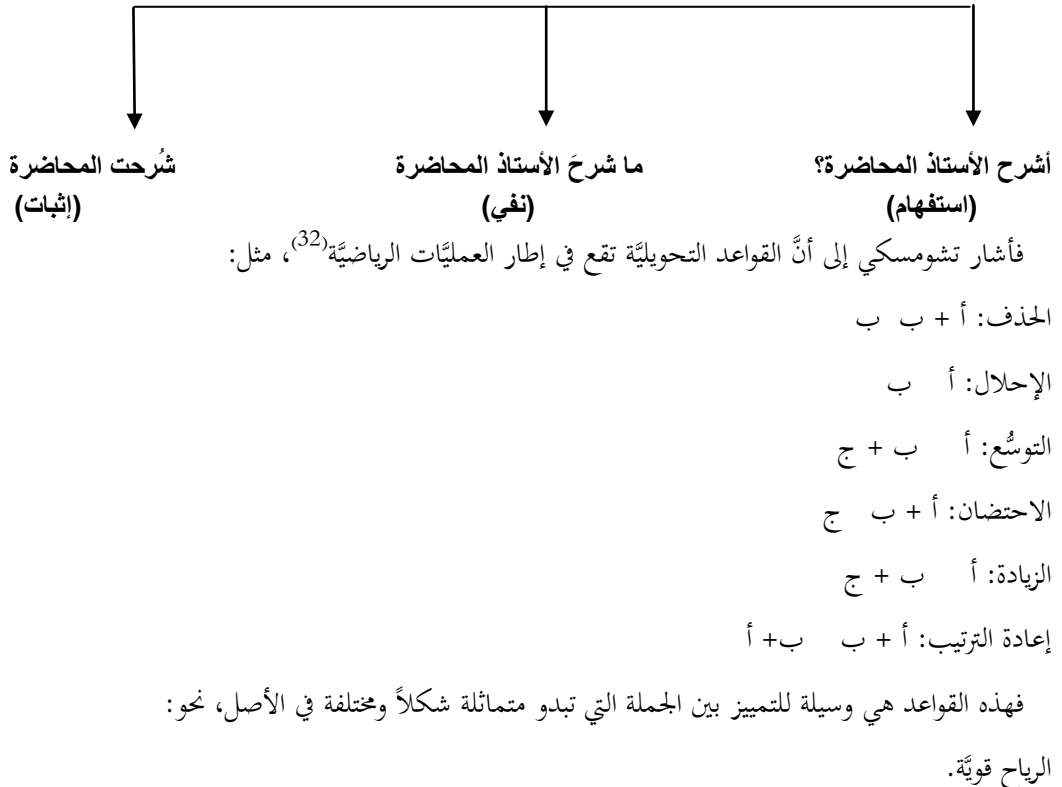 أشرح الأستاذ المحاضرة؟ ما شرحَ الأستاذ المحاضرة شُرحت المحاضرة
(استفهام) (نفي) (إثبات)
فأشار تشومسكي إلى أنَّ القواعد التحويليَّة تقع في إطار العمليَّات الرياضيَّة(32)، مثل:
الحذف: أ + ب ب
الإحلال: أ ب
التوسُّع: أ ب + ج
الاحتضان: أ + ب ج
الزيادة: أ ب + ج
إعادة الترتيب: أ + ب ب+ أ
فهذه القواعد هي وسيلة للتمييز بين الجملة التي تبدو متماثلة شكلاً ومختلفة في الأصل، نحو:
الرياح قويَّة.